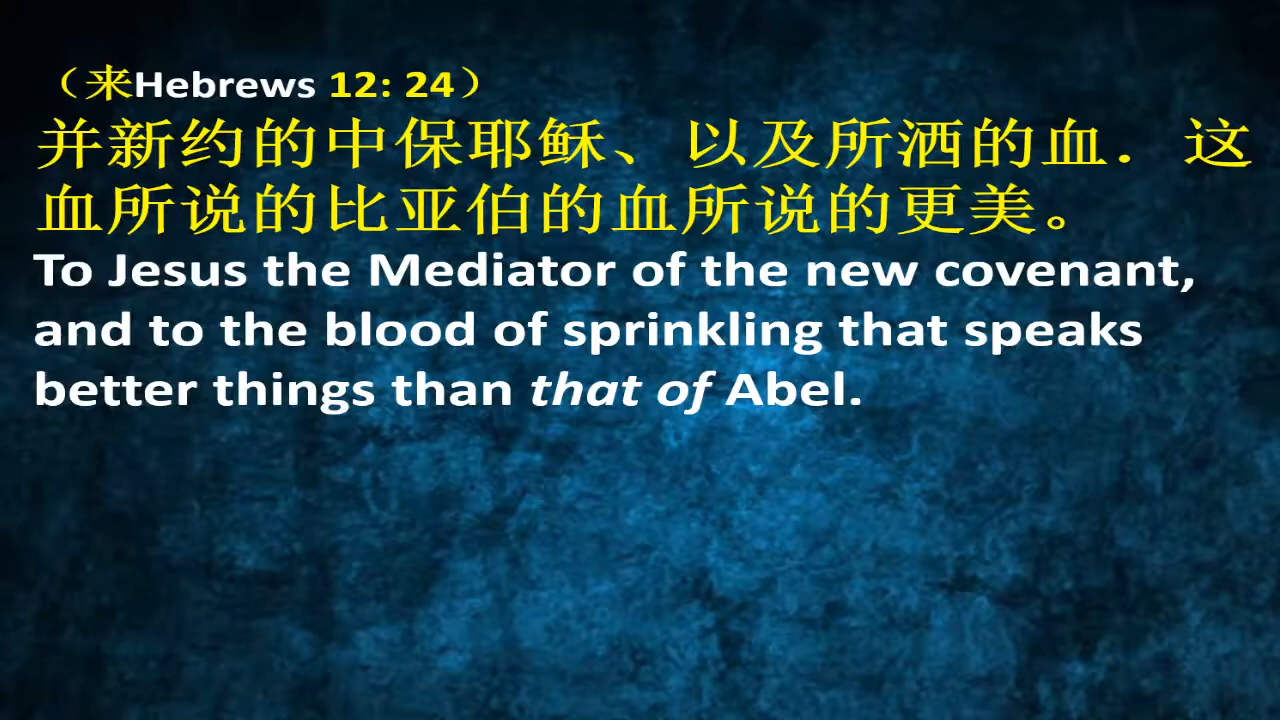 （来Hebrews 12: 24）
并新约的中保耶稣、以及所洒的血．这
血所说的比亚伯的血所说的更美。
To Jesus the Mediator of the new covenant,
and to the blood of sprinkling that speaks
better things than that of Abel.